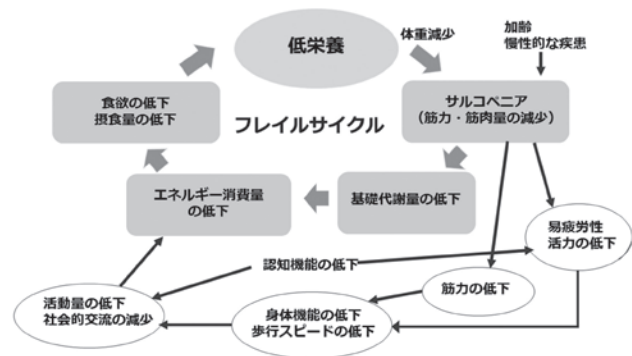 低栄養
体重減少
加齢
慢性的な疾患
食欲の低下
摂食量の低下
フレイルサイクル
サルコペニア
（筋力・筋肉量の減少）
エネルギー消費量
の低下
基礎代謝量の低下
易疲労性
活力の低下
認知機能の低下
筋力の低下
活動量の低下
社会的交流の減少
身体機能の低下
歩行スピードの低下